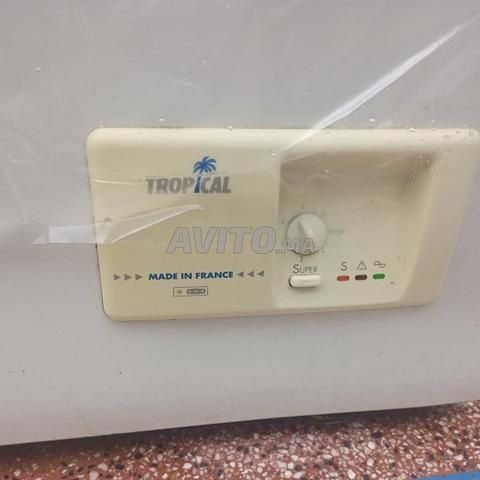 TROPICAL
AVITO.MA
STOP
SUPER
S
MADE IN FRANCE